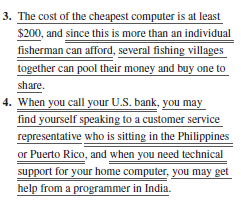 3. The cost of the cheapest computer is at least
$200, and since this is more than an individual
fisherman can afford, several fishing villages
together can pool their money and buy one to
share.
4. When you call your U.S. bank, you may
find yourself speaking to a customer service
representative who is sitting in the Philippines
or Puerto Rico, and when you need technical
support for your home computer, you may get
help from a programmer in India.